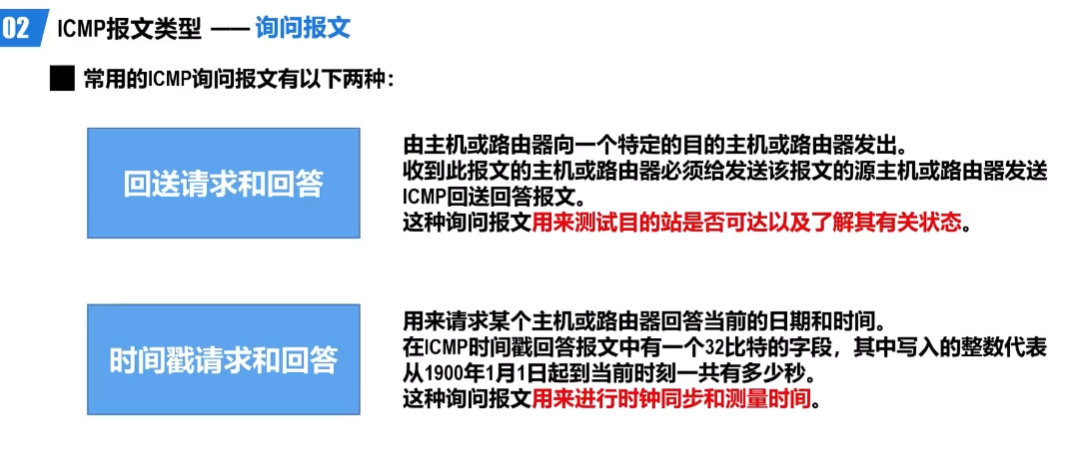 02 ICMP报文类型 —— 询问报文
■ 常用的ICMP询问报文有以下两种：
回送请求和回答
由主机或路由器向一个特定的目的主机或路由器发出。
收到此报文的主机或路由器必须给发送该报文的源主机或路由器发送
ICMP回送回答报文。
这种询问报文用来测试目的站是否可达以及了解其有关状态。
时间戳请求和回答
用来请求某个主机或路由器回答当前的日期和时间。
在ICMP时间戳回答报文中有一个32比特的字段，其中写入的整数代表
从1900年1月1日起到当前时刻一共有多少秒。
这种询问报文用来进行时钟同步和测量时间。